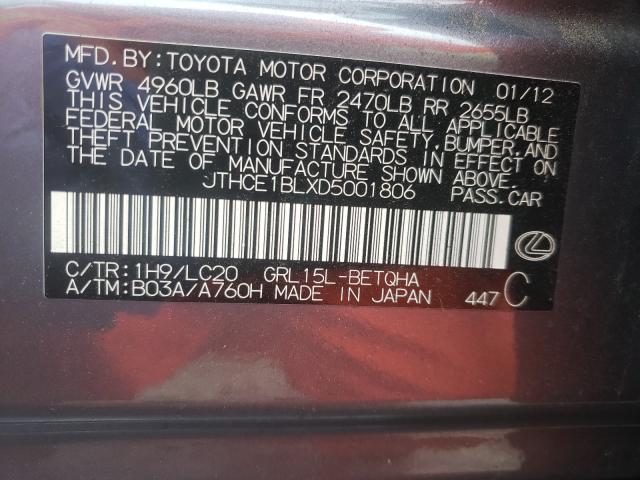 MFD. BY: TOYOTA MOTOR CORPORATION 01/12
GVWR 4960LB GAWR FR 2470LB RR 2655LB
THIS VEHICLE CONFORMS TO ALL APPLICABLE
FEDERAL MOTOR VEHICLE SAFETY, BUMPER, AND
THEFT PREVENTION STANDARDS IN EFFECT ON
THE DATE OF MANUFACTURE SHOWN ABOVE.
JTHCE1BLXD5001806 PASS.CAR
C/TR: 1H9/LC20 GRL15L-BETQHA
A/TM: B03A/A760H MADE IN JAPAN 447 C